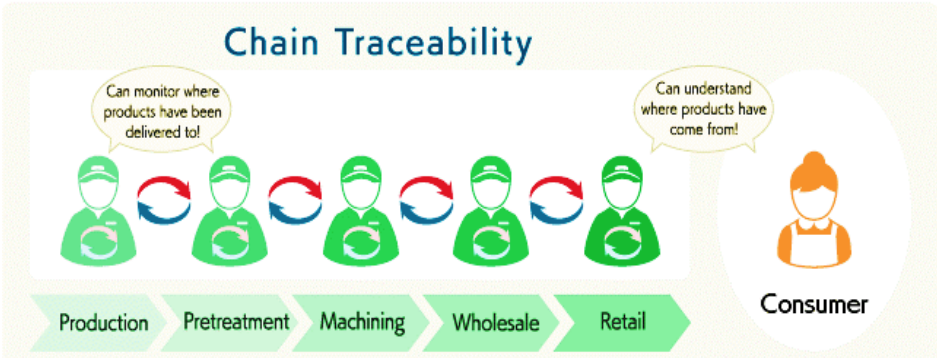 Chain Traceability
Can monitor where
products have been
delivered to!
Can understand
where products have
come from!
Production
Pretreatment
Machining
Wholesale
Retail
Consumer